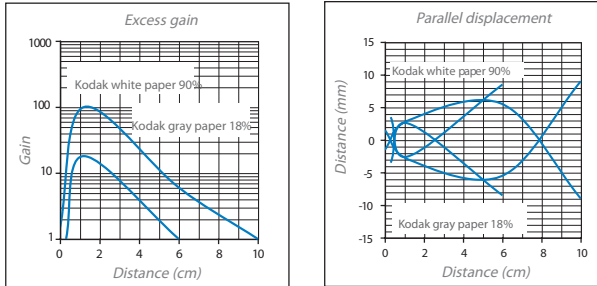 Excess gain
1000
100
10
1
Gain
Kodak white paper 90%
Kodak gray paper 18%
0 2 4 6 8 10
Distance (cm)
Parallel displacement
15
10
5
0
-5
-10
-15
Distance (mm)
Kodak white paper 90%
Kodak gray paper 18%
0 2 4 6 8 10
Distance (cm)